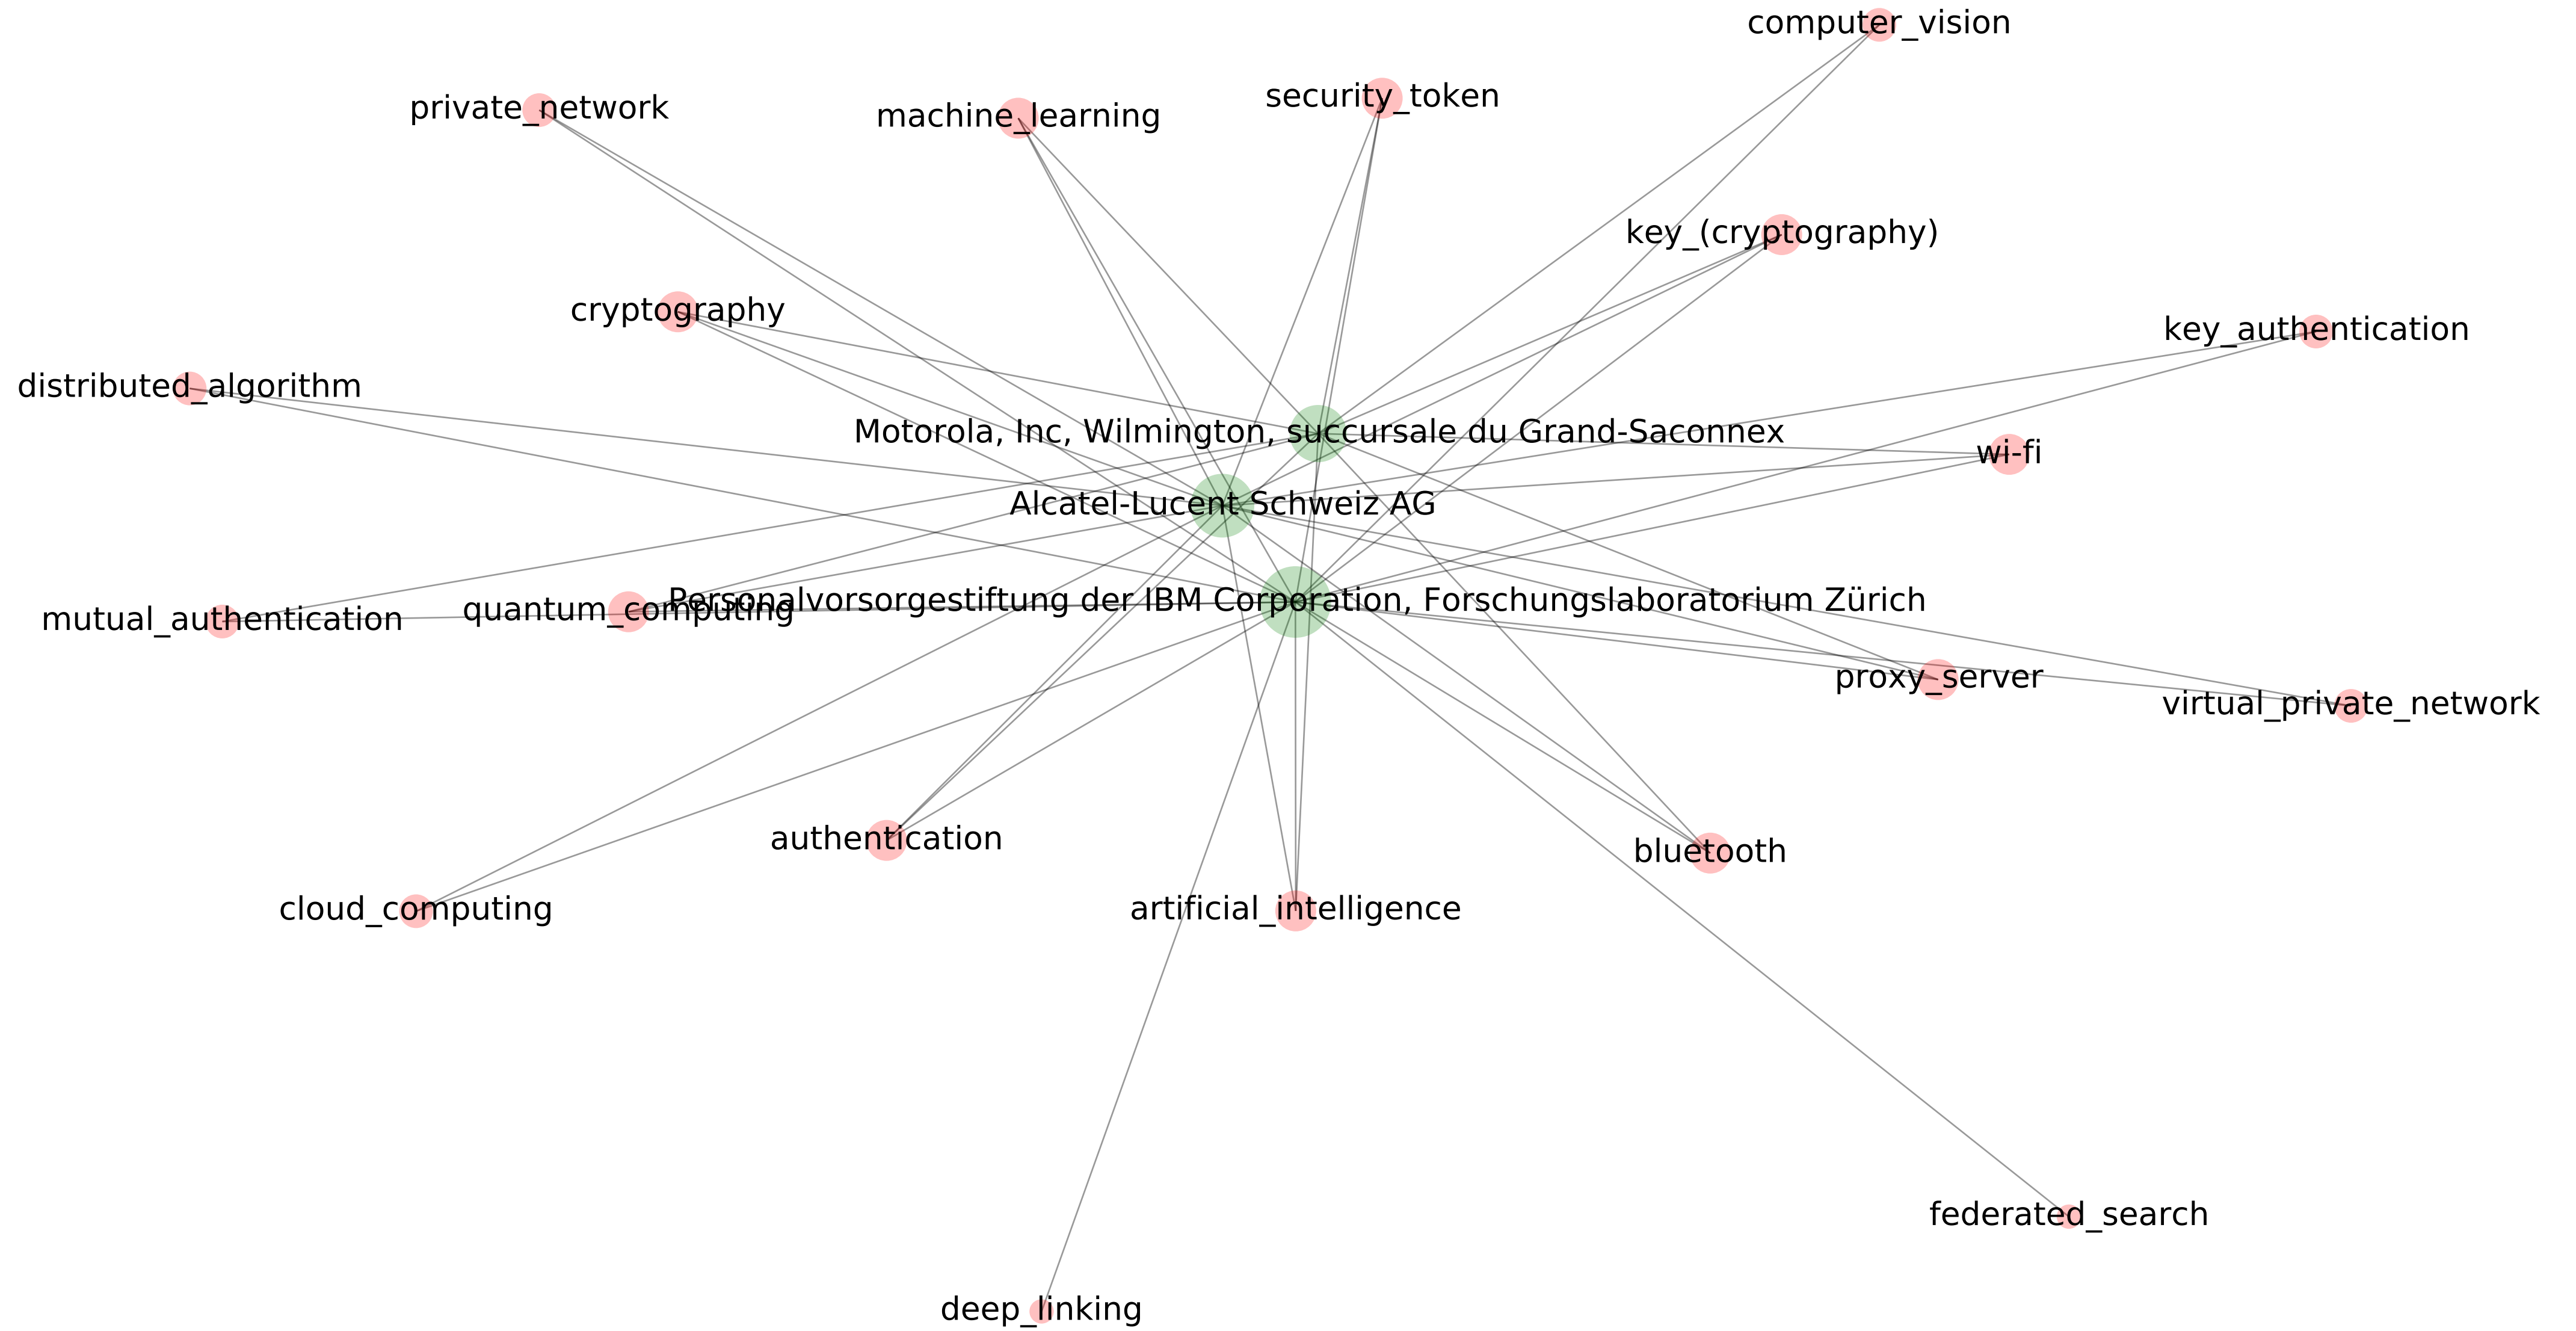 computer_vision
private_network
machine_learning
security_token
key_(cryptography)
cryptography
key_authentication
distributed_algorithm
Motorola, Inc, Wilmington, succursale du Grand-Saconnex
wi-fi
Alcatel-Lucent Schweiz AG
mutual_authentication
quantum_computing
Personalvorsorgestiftung der IBM Corporation, Forschungslaboratorium Zürich
proxy_server
virtual_private_network
authentication
bluetooth
cloud_computing
artificial_intelligence
federated_search
deep_linking